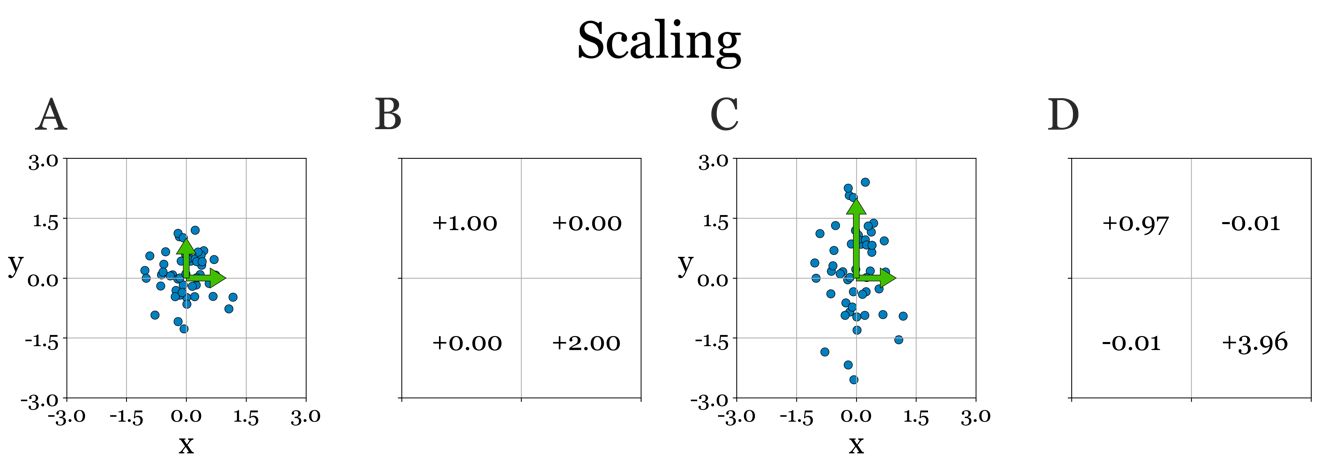 Scaling
A B C D
3.0 3.0
+1.00 +0.00 +0.97 -0.01
1.5 1.5
y 0.0 y 0.0
-1.5 -1.5
+0.00 +2.00 -0.01 +3.96
-3.0 -3.0
-3.0 -1.5 0.0 1.5 3.0 -3.0 -1.5 0.0 1.5 3.0
x x